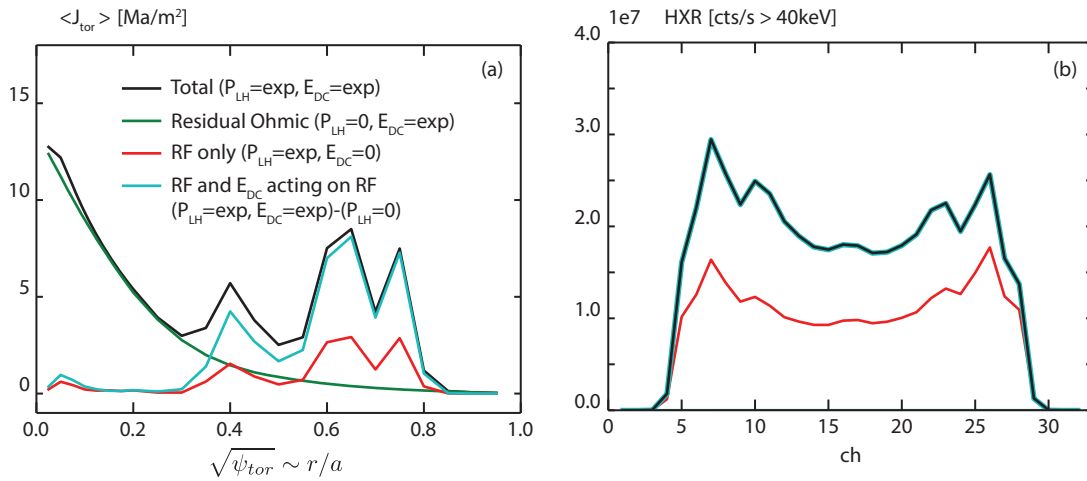 <J_tor> [Ma/m²]
(a)
Total (P_LH=exp, E_DC=exp)
Residual Ohmic (P_LH=0, E_DC=exp)
RF only (P_LH=exp, E_DC=0)
RF and E_DC acting on RF
(P_LH=exp, E_DC=exp)-(P_LH=0)
15
10
5
0
0.0 0.2 0.4 0.6 0.8 1.0
√ψ_tor ~ r/a
1e7 HXR [cts/s > 40keV]
(b)
4.0
3.0
2.0
1.0
0.0
0 5 10 15 20 25 30
ch